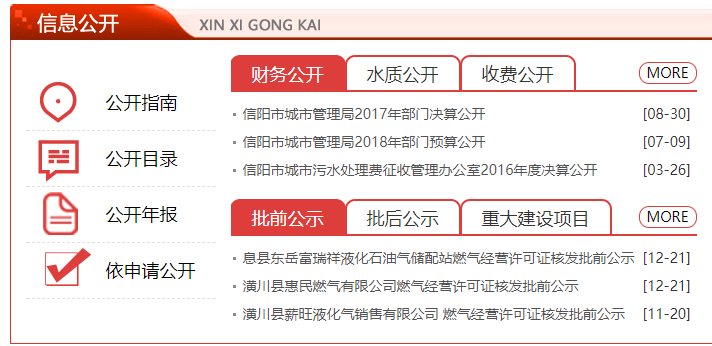 信息公开 XIN XI GONG KAI
公开指南
公开目录
公开年报
依申请公开
财务公开 水质公开 收费公开 MORE
信阳市城市管理局2017年部门决算公开 [08-30]
信阳市城市管理局2018年部门预算公开 [07-09]
信阳市城市污水处理费征收管理办公室2016年度决算公开 [03-26]
批前公示 批后公示 重大建设项目 MORE
息县东岳富瑞祥液化石油气储配站燃气经营许可证核发批前公示 [12-21]
潢川县惠民燃气有限公司燃气经营许可证核发批前公示 [12-21]
潢川县薪旺液化气销售有限公司 燃气经营许可证核发批前公示 [11-20]